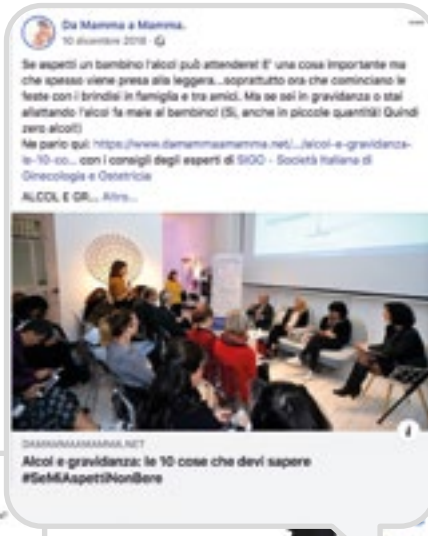 Da Mamma a Mamma.
10 dicembre 2018 ·
Se aspetti un bambino l'alcol può attendere! E' una cosa importante ma
che spesso viene presa alla leggera...soprattutto ora che cominciano le
feste con i brindisi in famiglia e tra amici. Ma se sei in gravidanza o stai
allattando l'alcol fa male al bambino! (Sì, anche in piccole quantità! Quindi
zero alcol!)
Ne parlo qui: https://www.damammaamamma.net/.../alcol-e-gravidanza-
le-10-co... con i consigli degli esperti di SIGO - Società Italiana di
Ginecologia e Ostetricia
ALCOL E GR... Altro...
DAMAMMAAMAMMA.NET
Alcol e gravidanza: le 10 cose che devi sapere
#SeMiAspettiNonBere